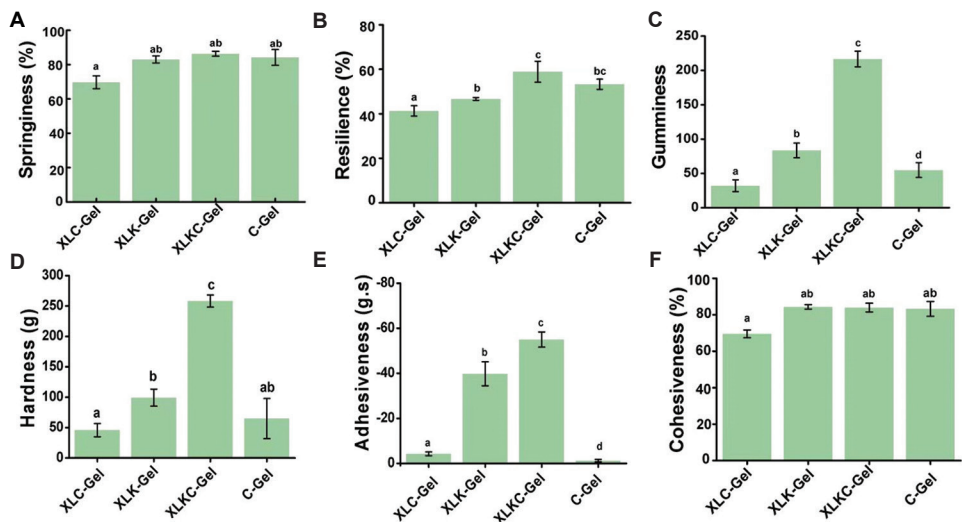 A
Springiness (%)
100
80
60
40
20
0
a
ab
ab
ab
XLC-Gel
XLK-Gel
XLKC-Gel
C-Gel
B
Resilience (%)
80
60
40
20
0
a
b
c
bc
XLC-Gel
XLK-Gel
XLKC-Gel
C-Gel
C
Gumminess
250
200
150
100
50
0
a
b
c
d
XLC-Gel
XLK-Gel
XLKC-Gel
C-Gel
D
Hardness (g)
300
250
200
150
100
50
0
a
b
c
ab
XLC-Gel
XLK-Gel
XLKC-Gel
C-Gel
E
Adhesiveness (g.s)
-80
-60
-40
-20
0
a
b
c
d
XLC-Gel
XLK-Gel
XLKC-Gel
C-Gel
F
Cohesiveness (%)
100
80
60
40
20
0
a
ab
ab
ab
XLC-Gel
XLK-Gel
XLKC-Gel
C-Gel